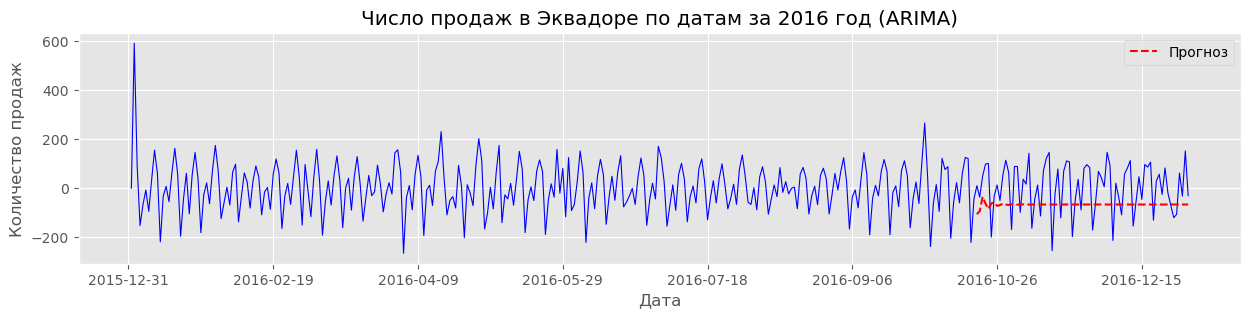 Число продаж в Эквадоре по датам за 2016 год (ARIMA)
Количество продаж
600
400
200
0
−200
Прогноз
2015-12-31 2016-02-19 2016-04-09 2016-05-29 2016-07-18 2016-09-06 2016-10-26 2016-12-15
Дата